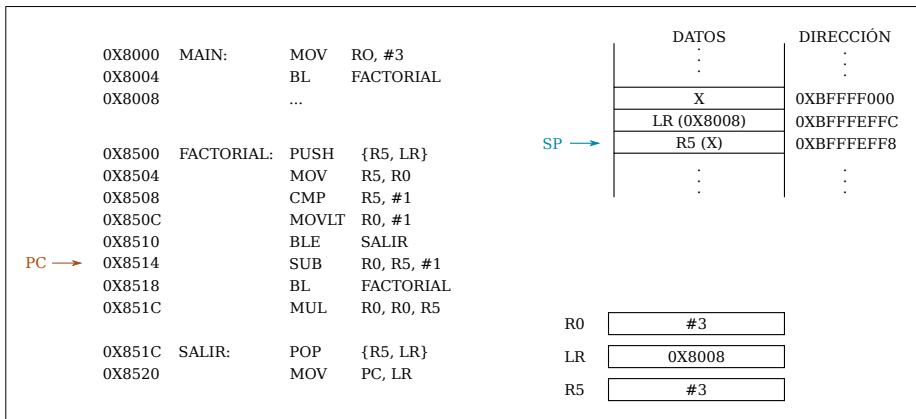 0X8000 MAIN: MOV RO, #3
0X8004 BL FACTORIAL
0X8008 ...
0X8500 FACTORIAL: PUSH {R5, LR}
0X8504 MOV R5, R0
0X8508 CMP R5, #1
0X850C MOVLT R0, #1
0X8510 BLE SALIR
PC 0X8514 SUB R0, R5, #1
0X8518 BL FACTORIAL
0X851C MUL R0, R0, R5
0X851C SALIR: POP {R5, LR}
0X8520 MOV PC, LR
DATOS DIRECCIÓN
X 0XBFFFF000
LR (0X8008) 0XBFFFEFFC
SP R5 (X) 0XBFFFEFF8
R0 #3
LR 0X8008
R5 #3